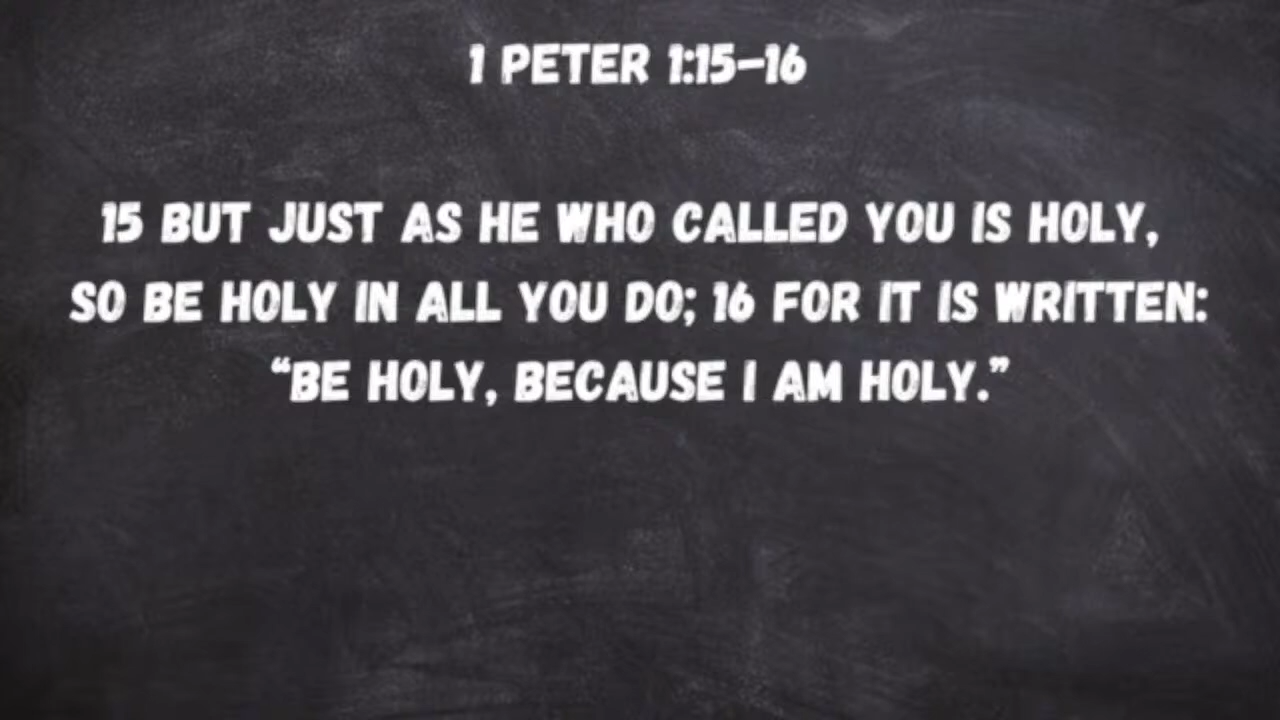 1 PETER 1:15–16
15 BUT JUST AS HE WHO CALLED YOU IS HOLY,
SO BE HOLY IN ALL YOU DO; 16 FOR IT IS WRITTEN:
“BE HOLY, BECAUSE I AM HOLY.”